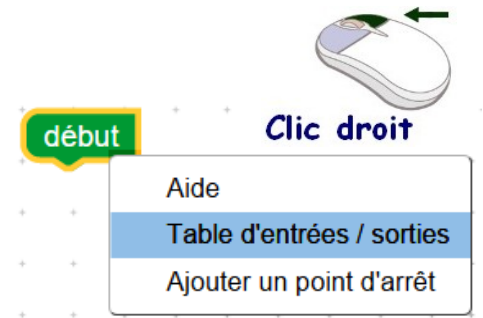 Clic droit
début
Aide
Table d'entrées / sorties
Ajouter un point d'arrêt